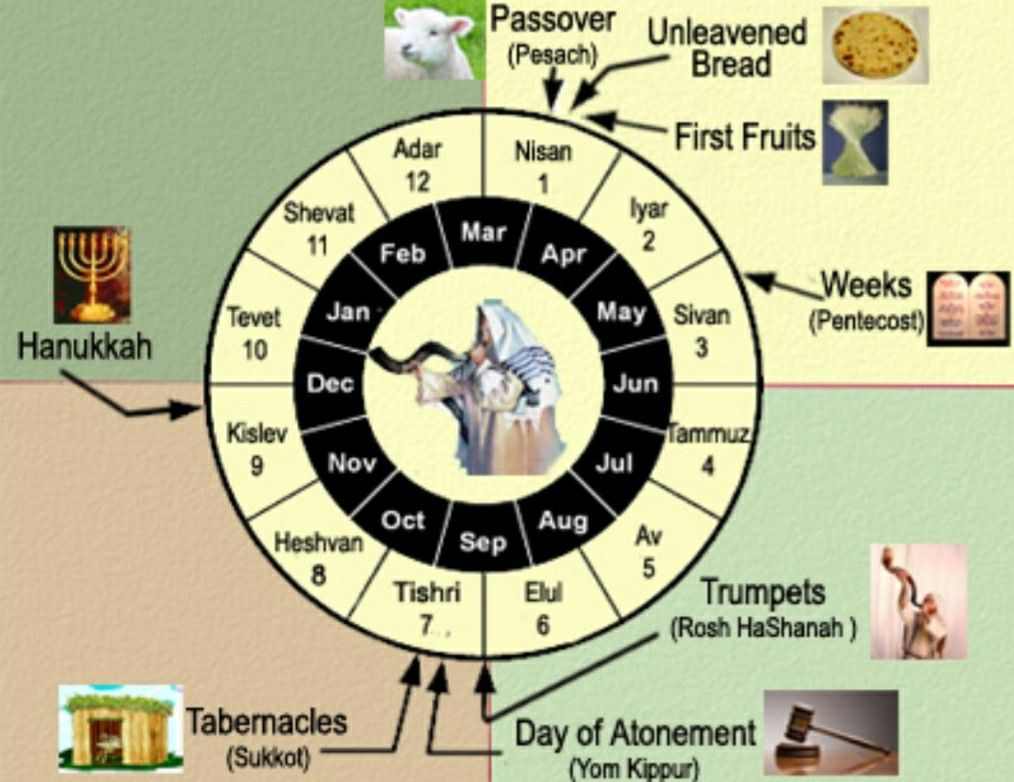 Passover
(Pesach)
Unleavened
Bread
First Fruits
Weeks
(Pentecost)
Hanukkah
Trumpets
(Rosh HaShanah )
Day of Atonement
(Yom Kippur)
Tabernacles
(Sukkot)
Nisan
1
Iyar
2
Sivan
3
Tammuz
4
Av
5
Elul
6
Tishri
7
Heshvan
8
Kislev
9
Tevet
10
Shevat
11
Adar
12
Mar
Apr
May
Jun
Jul
Aug
Sep
Oct
Nov
Dec
Jan
Feb